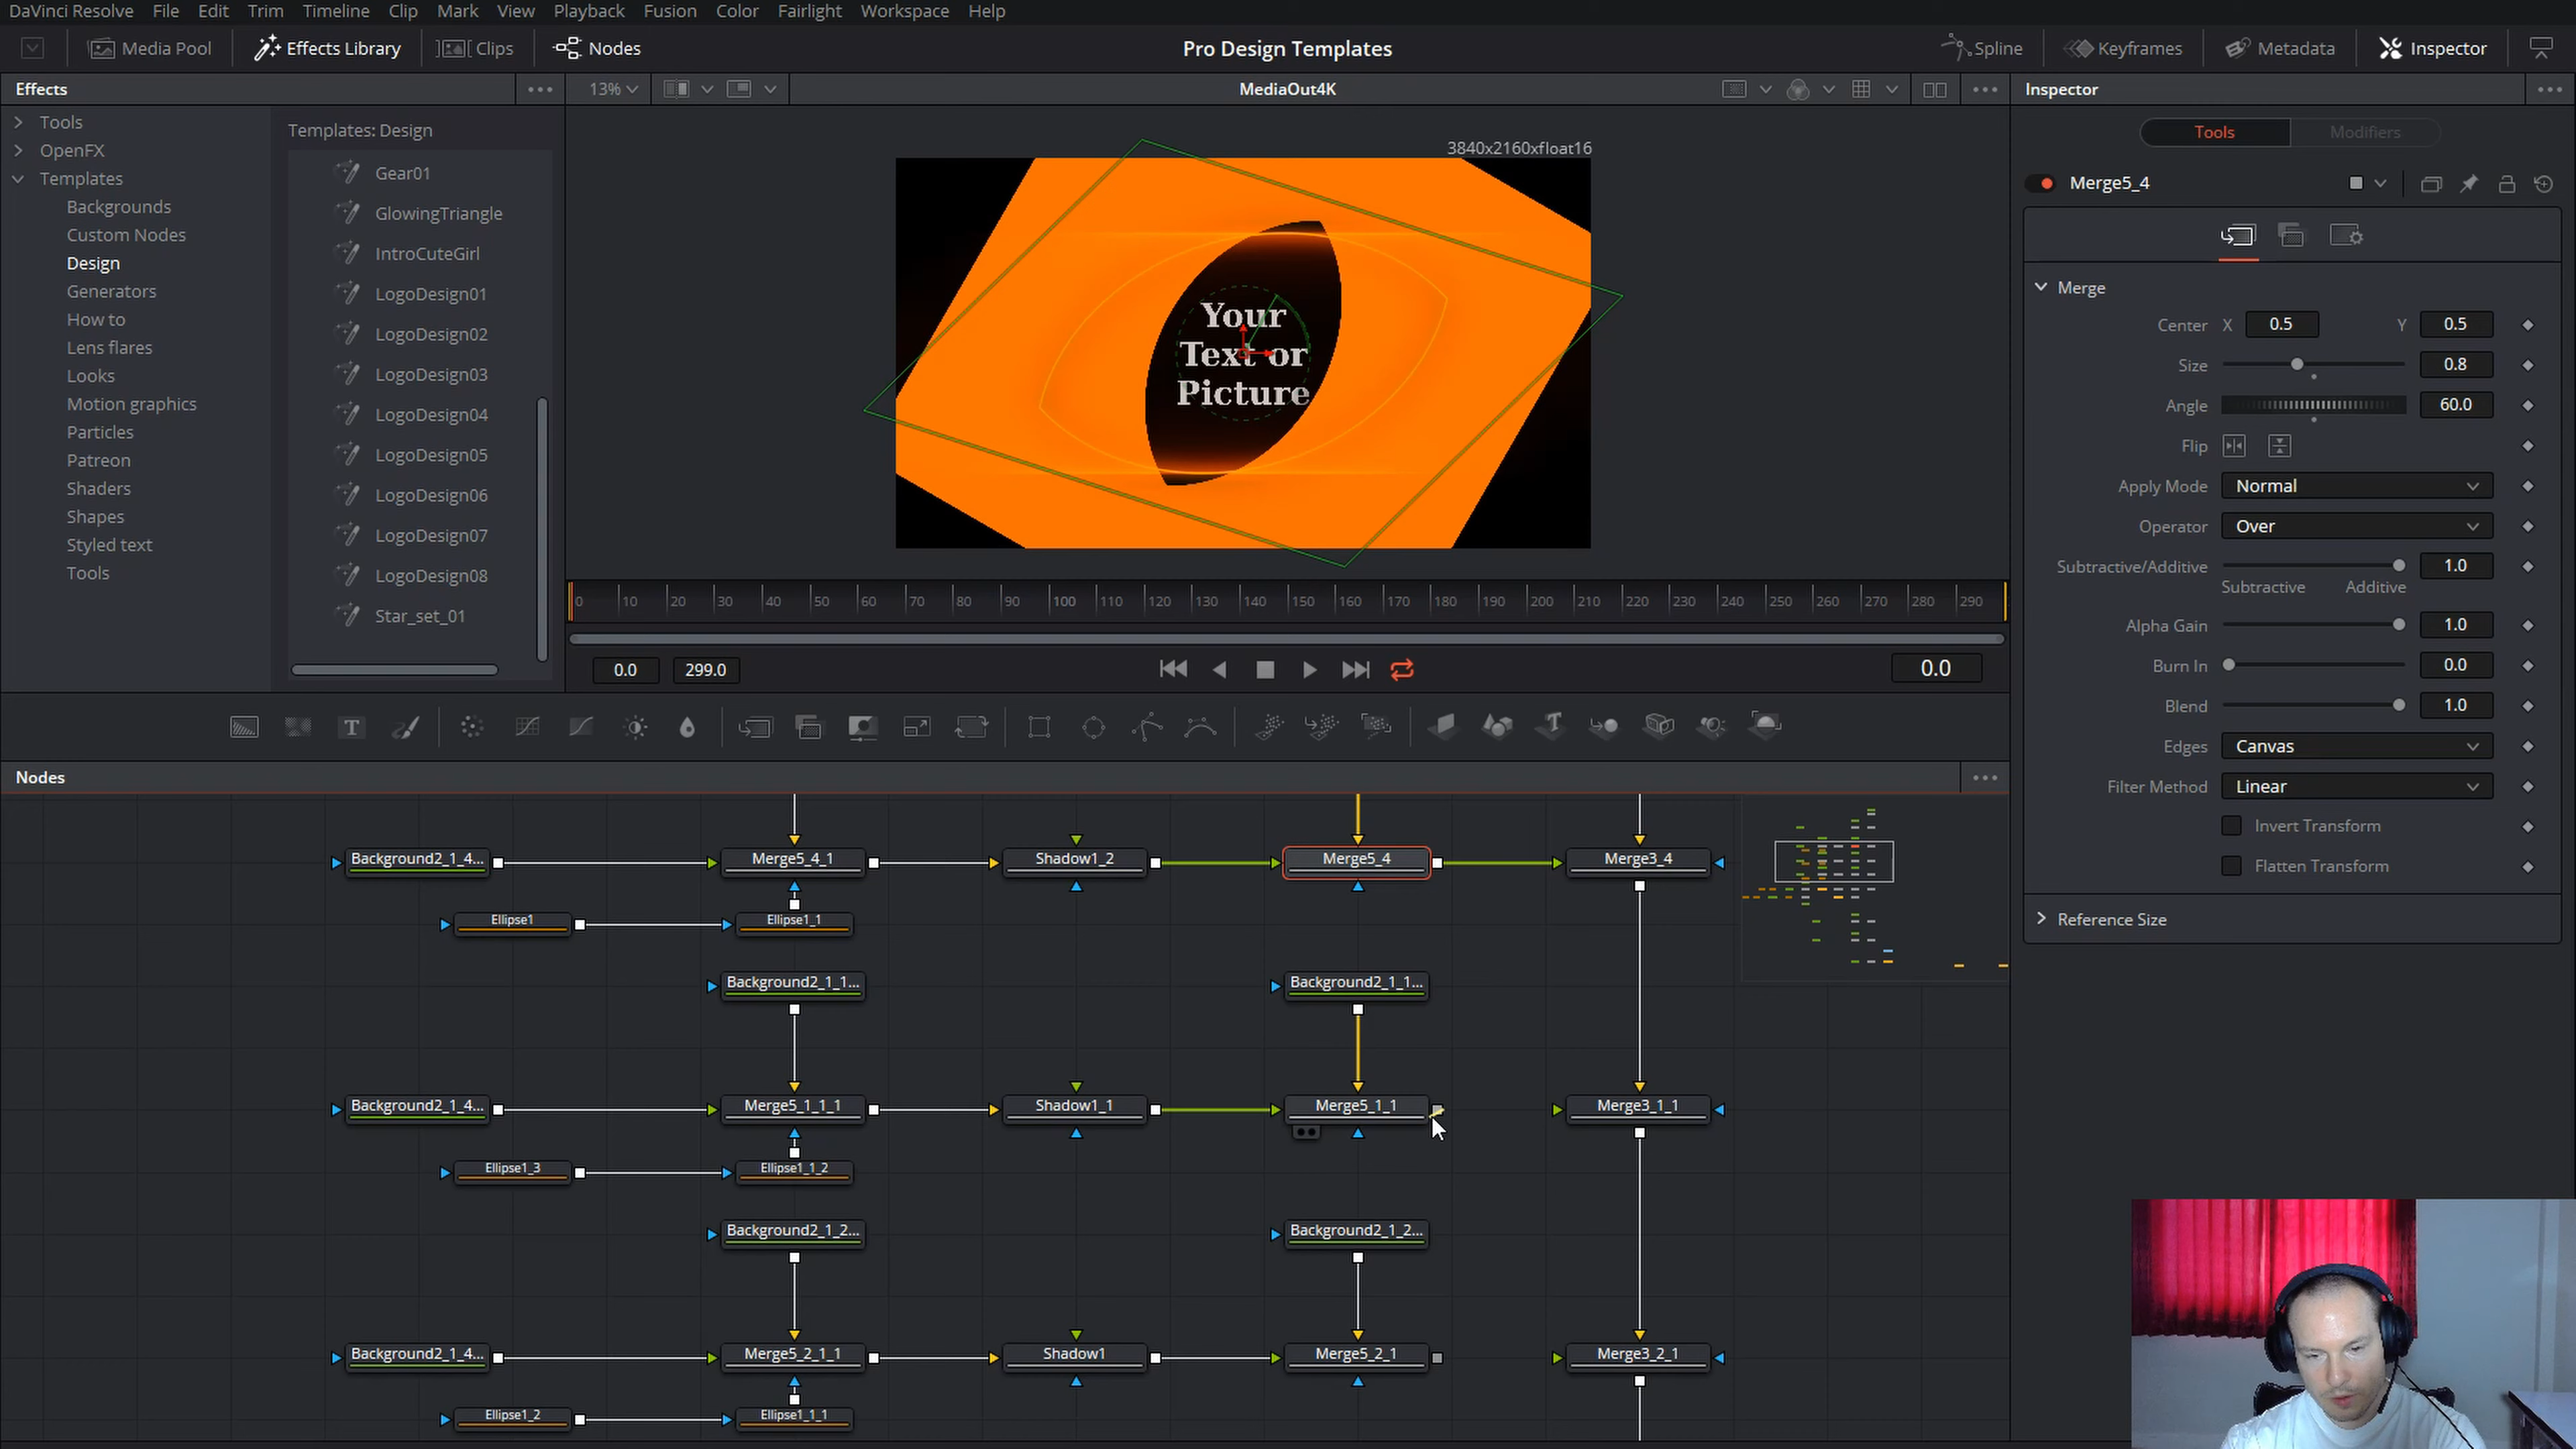 DaVinci Resolve File Edit Trim Timeline Clip Mark View Playback Fusion Color Fairlight Workspace Help
Media Pool Effects Library Clips Nodes Pro Design Templates Spline Keyframes Metadata Inspector
Effects
13%
MediaOut4K
Inspector
Tools
OpenFX
Templates
Backgrounds
Custom Nodes
Design
Generators
How to
Lens flares
Looks
Motion graphics
Particles
Patreon
Shaders
Shapes
Styled text
Tools
Templates: Design
Gear01
GlowingTriangle
IntroCuteGirl
LogoDesign01
LogoDesign02
LogoDesign03
LogoDesign04
LogoDesign05
LogoDesign06
LogoDesign07
LogoDesign08
Star_set_01
3840x2160xfloat16
Your
Text or
Picture
0 10 20 30 40 50 60 70 80 90 100 110 120 130 140 150 160 170 180 190 200 210 220 230 240 250 260 270 280 290
0.0 299.0 0.0
Tools Modifiers
Merge5_4
Merge
Center X 0.5 Y 0.5
Size 0.8
Angle 60.0
Flip
Apply Mode Normal
Operator Over
Subtractive/Additive 1.0
Subtractive Additive
Alpha Gain 1.0
Burn In 0.0
Blend 1.0
Edges Canvas
Filter Method Linear
Invert Transform
Flatten Transform
Reference Size
T
Nodes
Background2_1_4... Merge5_4_1 Shadow1_2 Merge5_4 Merge3_4
Ellipse1 Ellipse1_1
Background2_1_1... Background2_1_1...
Background2_1_4... Merge5_1_1_1 Shadow1_1 Merge5_1_1 Merge3_1_1
Ellipse1_3 Ellipse1_1_2
Background2_1_2... Background2_1_2...
Background2_1_4... Merge5_2_1_1 Shadow1 Merge5_2_1 Merge3_2_1
Ellipse1_2 Ellipse1_1_1